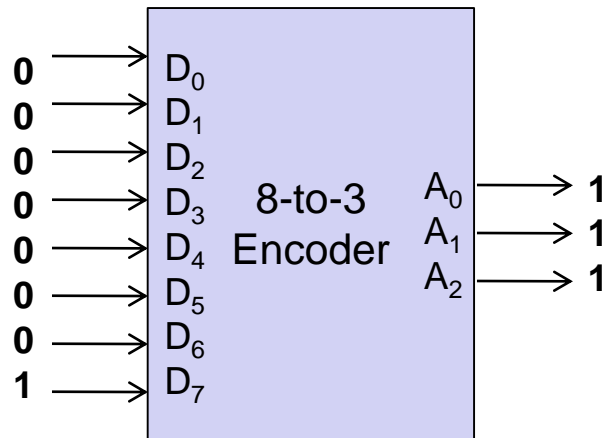 0 D₀
0 D₁
0 D₂
0 D₃ 8-to-3 A₀ 1
0 D₄ Encoder A₁ 1
0 D₅ A₂ 1
0 D₆
1 D₇